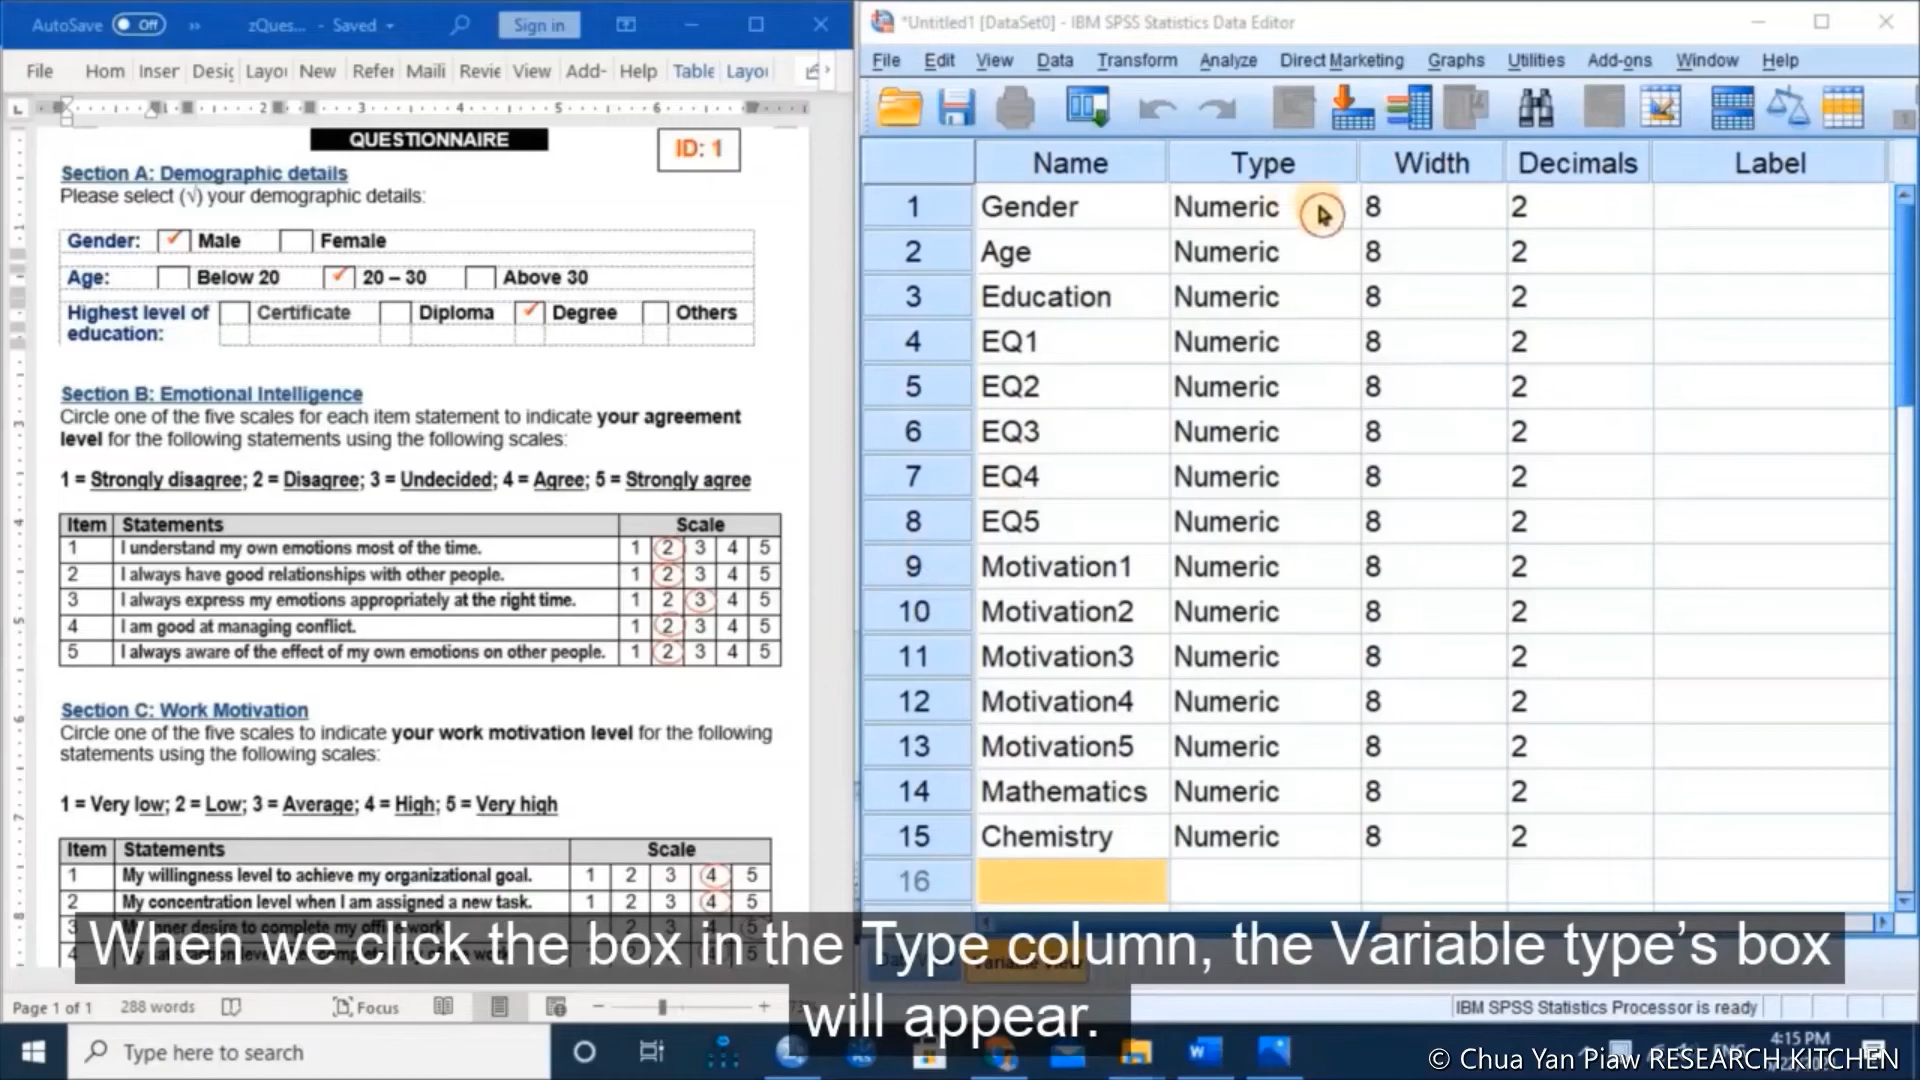 AutoSave Off zQues... - Saved Sign in
File Hom Inser Desig Layou New Refer Maili Revie View Add- Help Table Layou
2 3 4 5 6
QUESTIONNAIRE
ID: 1
Section A: Demographic details
Please select (√) your demographic details:
Gender: ✓ Male Female
Age: Below 20 ✓ 20 – 30 Above 30
Highest level of education: Certificate Diploma ✓ Degree Others
Section B: Emotional Intelligence
Circle one of the five scales for each item statement to indicate your agreement
level for the following statements using the following scales:
1 = Strongly disagree; 2 = Disagree; 3 = Undecided; 4 = Agree; 5 = Strongly agree
Item Statements Scale
1 I understand my own emotions most of the time. 1 2 3 4 5
2 I always have good relationships with other people. 1 2 3 4 5
3 I always express my emotions appropriately at the right time. 1 2 3 4 5
4 I am good at managing conflict. 1 2 3 4 5
5 I always aware of the effect of my own emotions on other people. 1 2 3 4 5
Section C: Work Motivation
Circle one of the five scales to indicate your work motivation level for the following
statements using the following scales:
1 = Very low; 2 = Low; 3 = Average; 4 = High; 5 = Very high
Item Statements Scale
1 My willingness level to achieve my organizational goal. 1 2 3 4 5
2 My concentration level when I am assigned a new task. 1 2 3 4 5
Page 1 of 1 288 words Focus
*Untitled1 [DataSet0] - IBM SPSS Statistics Data Editor
File Edit View Data Transform Analyze Direct Marketing Graphs Utilities Add-ons Window Help
Name Type Width Decimals Label
1 Gender Numeric 8 2
2 Age Numeric 8 2
3 Education Numeric 8 2
4 EQ1 Numeric 8 2
5 EQ2 Numeric 8 2
6 EQ3 Numeric 8 2
7 EQ4 Numeric 8 2
8 EQ5 Numeric 8 2
9 Motivation1 Numeric 8 2
10 Motivation2 Numeric 8 2
11 Motivation3 Numeric 8 2
12 Motivation4 Numeric 8 2
13 Motivation5 Numeric 8 2
14 Mathematics Numeric 8 2
15 Chemistry Numeric 8 2
16
Variable View
IBM SPSS Statistics Processor is ready
When we click the box in the Type column, the Variable type’s box
will appear.
Type here to search
4:15 PM
© Chua Yan Piaw RESEARCH KITCHEN